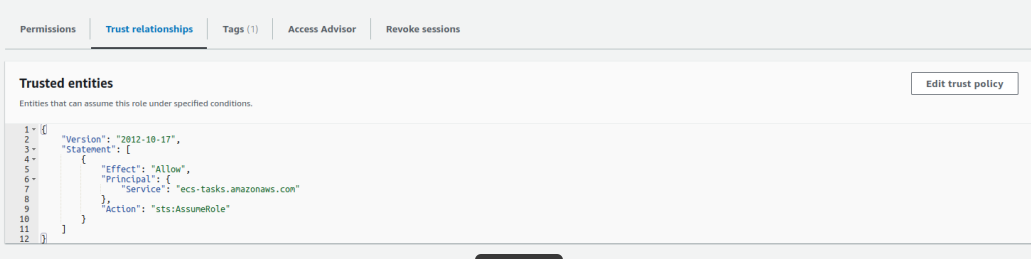 Permissions Trust relationships Tags (1) Access Advisor Revoke sessions
Trusted entities Edit trust policy
Entities that can assume this role under specified conditions.
1 {
2 "Version": "2012-10-17",
3 "Statement": [
4 {
5 "Effect": "Allow",
6 "Principal": {
7 "Service": "ecs-tasks.amazonaws.com"
8 },
9 "Action": "sts:AssumeRole"
10 }
11 ]
12 }